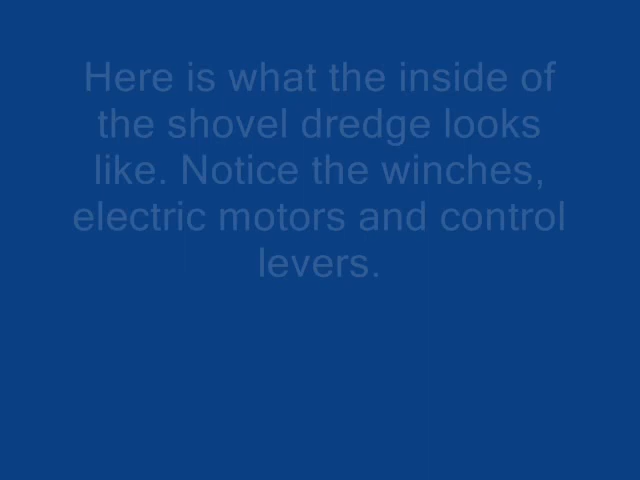 Here is what the inside of
the shovel dredge looks
like. Notice the winches,
electric motors and control
levers.